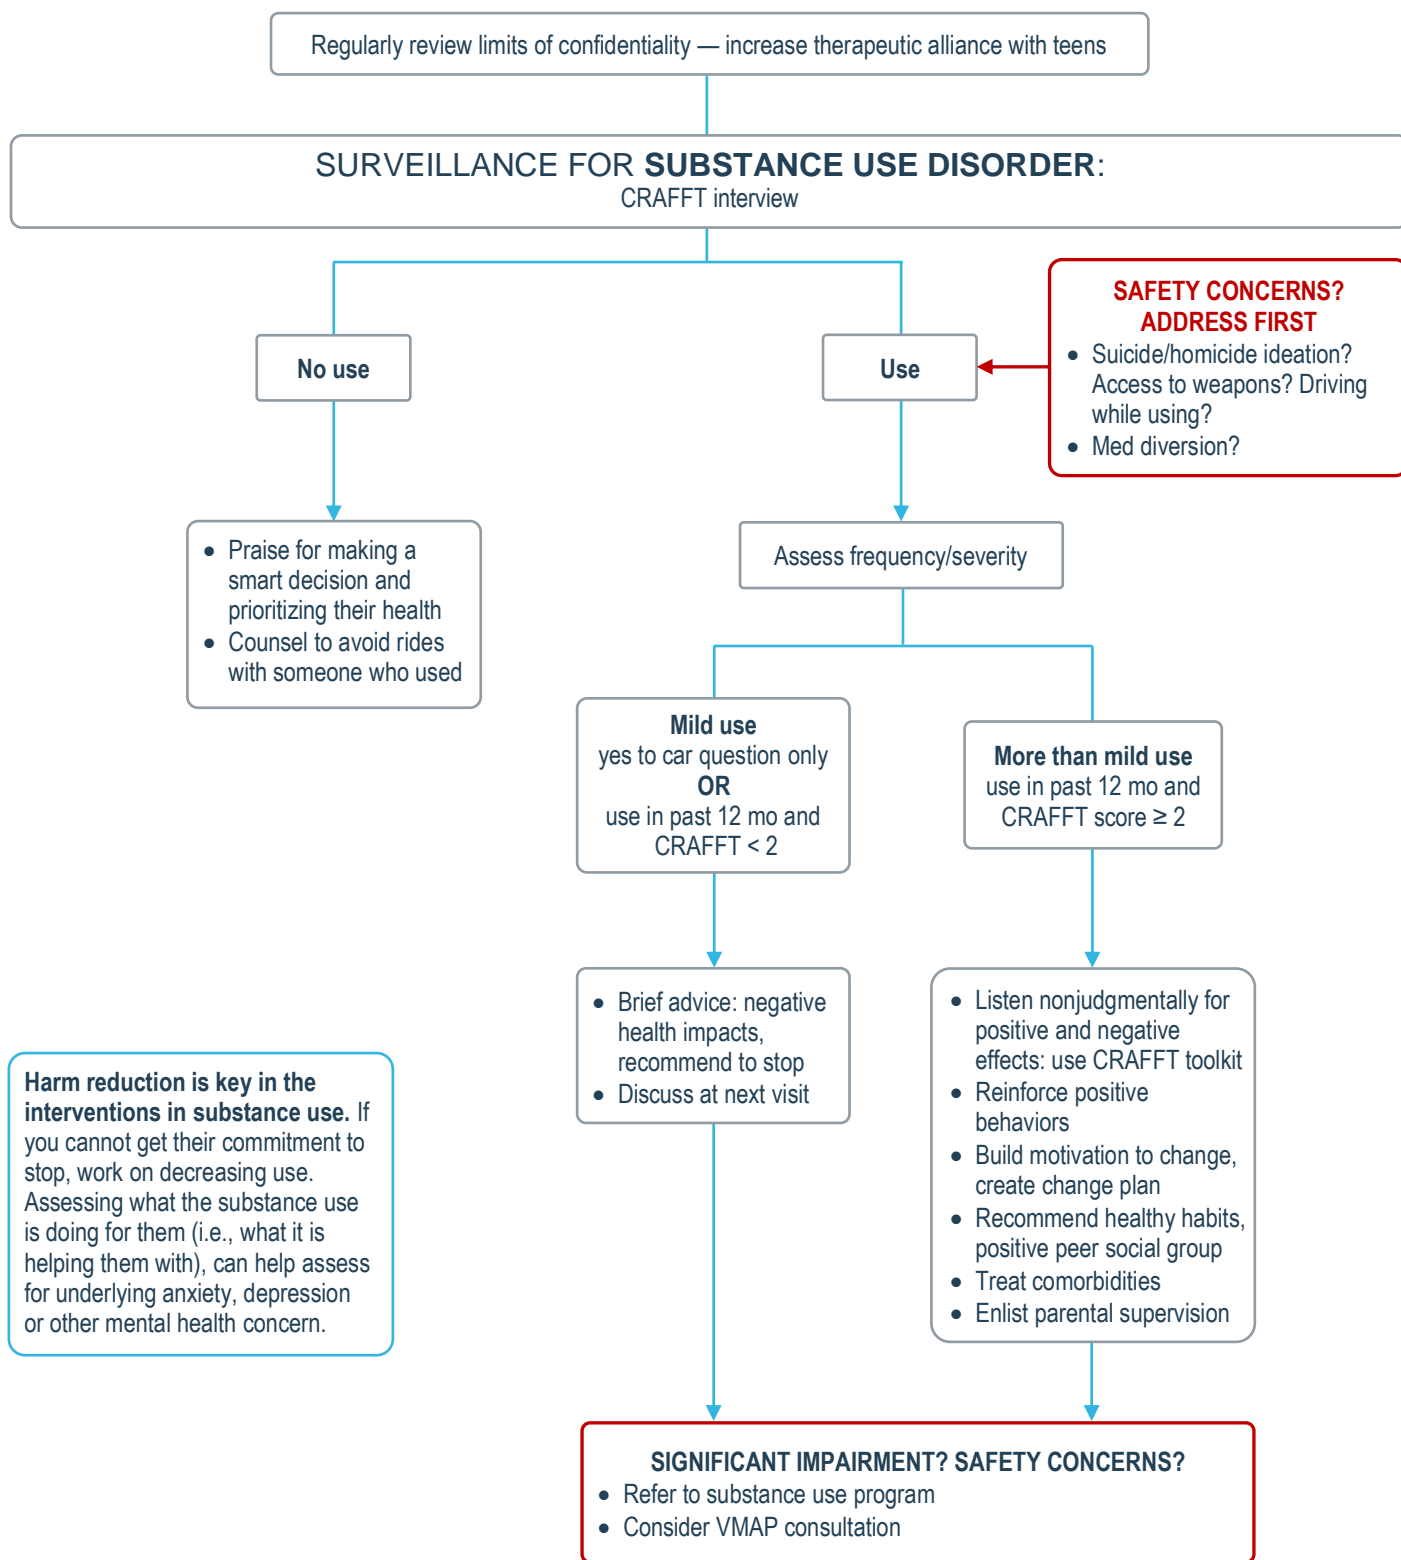 Regularly review limits of confidentiality — increase therapeutic alliance with teens
SURVEILLANCE FOR SUBSTANCE USE DISORDER:
CRAFFT interview
SAFETY CONCERNS?
ADDRESS FIRST
• Suicide/homicide ideation?
Access to weapons? Driving
while using?
• Med diversion?
No use
Use
• Praise for making a
smart decision and
prioritizing their health
• Counsel to avoid rides
with someone who used
Assess frequency/severity
Mild use
yes to car question only
OR
use in past 12 mo and
CRAFFT < 2
More than mild use
use in past 12 mo and
CRAFFT score ≥ 2
• Brief advice: negative
health impacts,
recommend to stop
• Discuss at next visit
• Listen nonjudgmentally for
positive and negative
effects: use CRAFFT toolkit
• Reinforce positive
behaviors
• Build motivation to change,
create change plan
• Recommend healthy habits,
positive peer social group
• Treat comorbidities
• Enlist parental supervision
Harm reduction is key in the
interventions in substance use. If
you cannot get their commitment to
stop, work on decreasing use.
Assessing what the substance use
is doing for them (i.e., what it is
helping them with), can help assess
for underlying anxiety, depression
or other mental health concern.
SIGNIFICANT IMPAIRMENT? SAFETY CONCERNS?
• Refer to substance use program
• Consider VMAP consultation